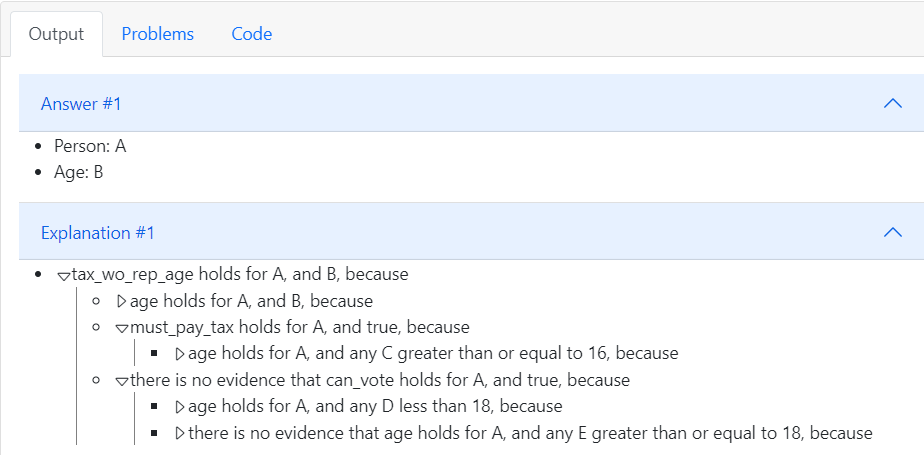 Output Problems Code
Answer #1
Person: A
Age: B
Explanation #1
tax_wo_rep_age holds for A, and B, because
age holds for A, and B, because
must_pay_tax holds for A, and true, because
age holds for A, and any C greater than or equal to 16, because
there is no evidence that can_vote holds for A, and true, because
age holds for A, and any D less than 18, because
there is no evidence that age holds for A, and any E greater than or equal to 18, because